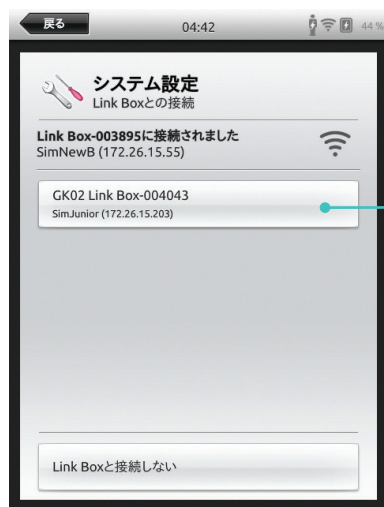 戻る
04:42
44 %
システム設定
Link Boxとの接続
Link Box-003895に接続されました
SimNewB (172.26.15.55)
GK02 Link Box-004043
SimJunior (172.26.15.203)
Link Boxと接続しない